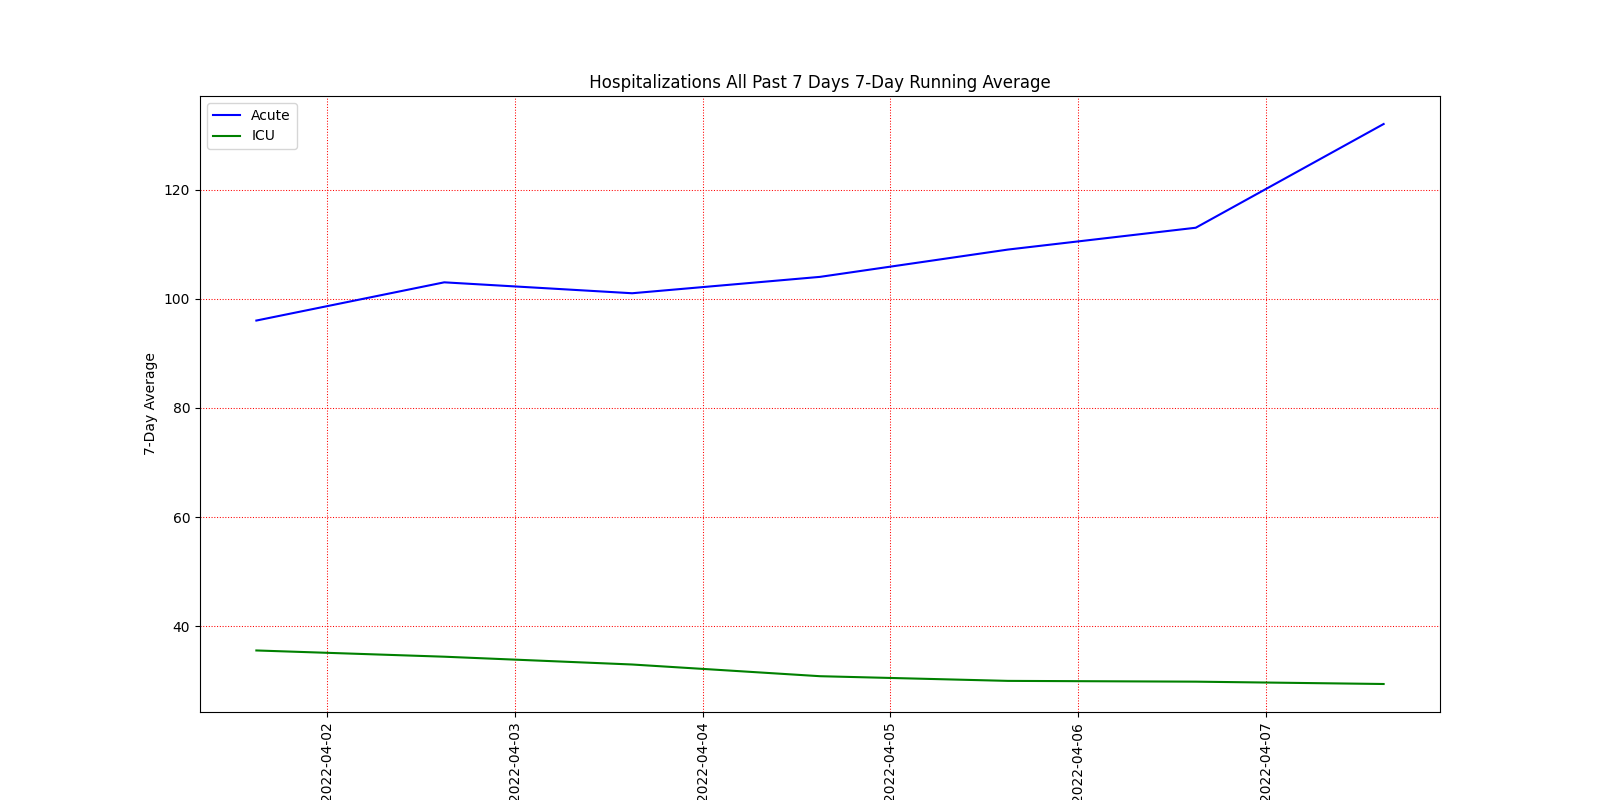 Hospitalizations All Past 7 Days 7-Day Running Average
Acute
ICU
120
100
80
60
40
7-Day Average
2022-04-02
2022-04-03
2022-04-04
2022-04-05
2022-04-06
2022-04-07